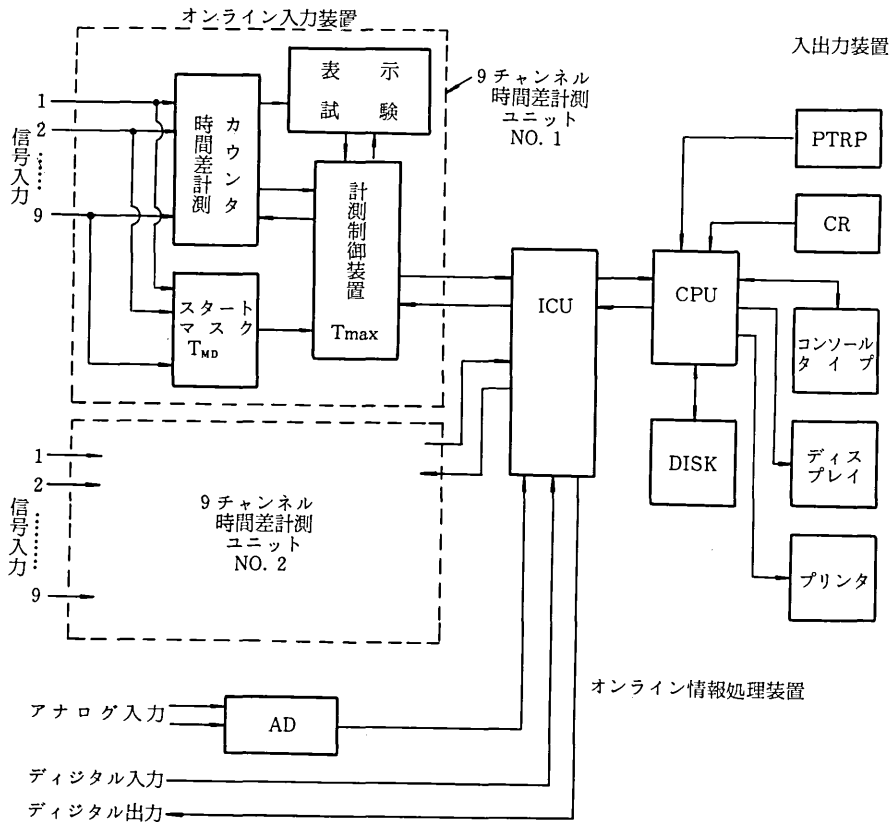 オンライン入力装置
入出力装置
表示
試験
9チャンネル
時間差計測
ユニット
NO. 1
1
2
9
信号入力
時間差計測
カウンタ
計測制御装置
Tmax
スタート
マスク
TMD
ICU
CPU
PTRP
CR
コンソール
タイプ
DISK
ディス
プレイ
プリンタ
1
2
9
信号入力
9チャンネル
時間差計測
ユニット
NO. 2
オンライン情報処理装置
アナログ入力
AD
ディジタル入力
ディジタル出力